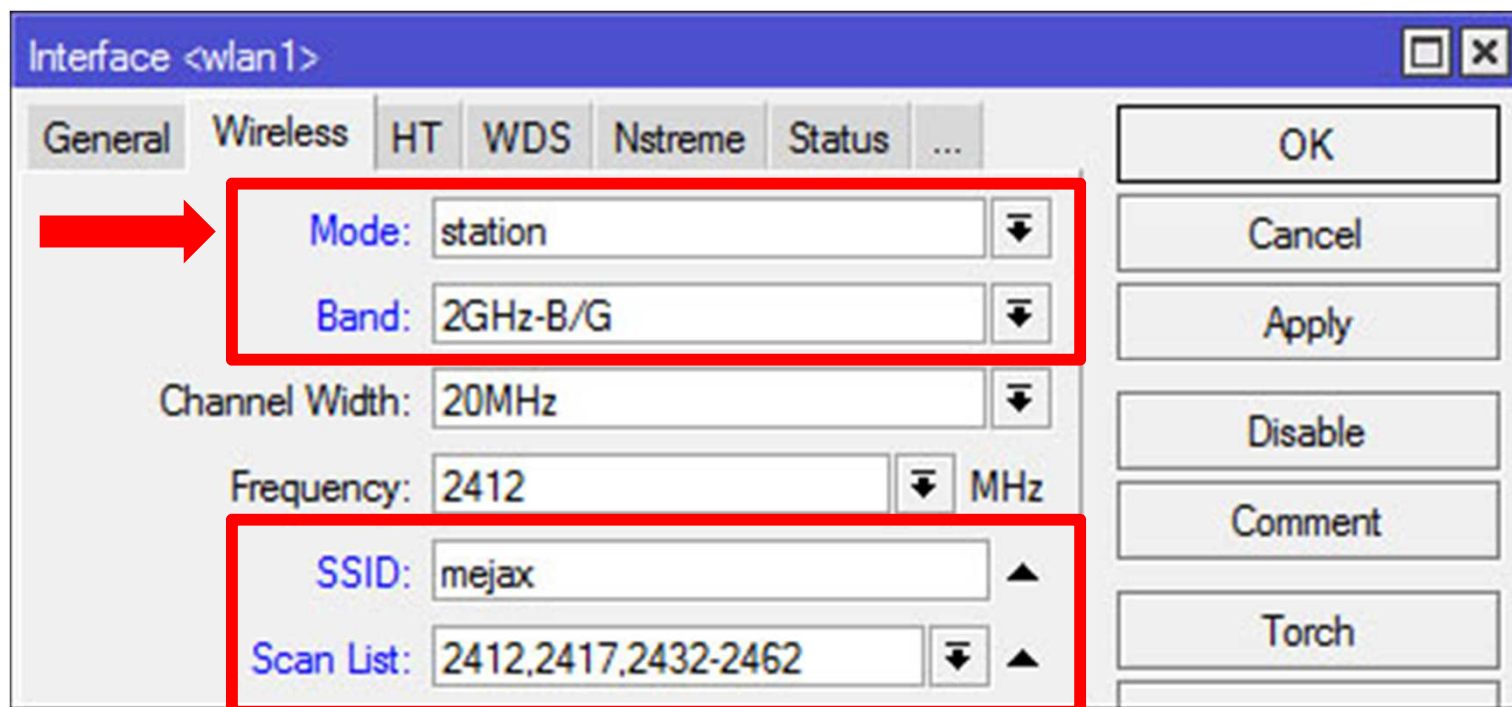 Interface <wlan1>
General Wireless HT WDS Nstreme Status ...
OK
Mode: station
Cancel
Band: 2GHz-B/G
Apply
Channel Width: 20MHz
Disable
Frequency: 2412 MHz
Comment
SSID: mejax
Torch
Scan List: 2412,2417,2432-2462